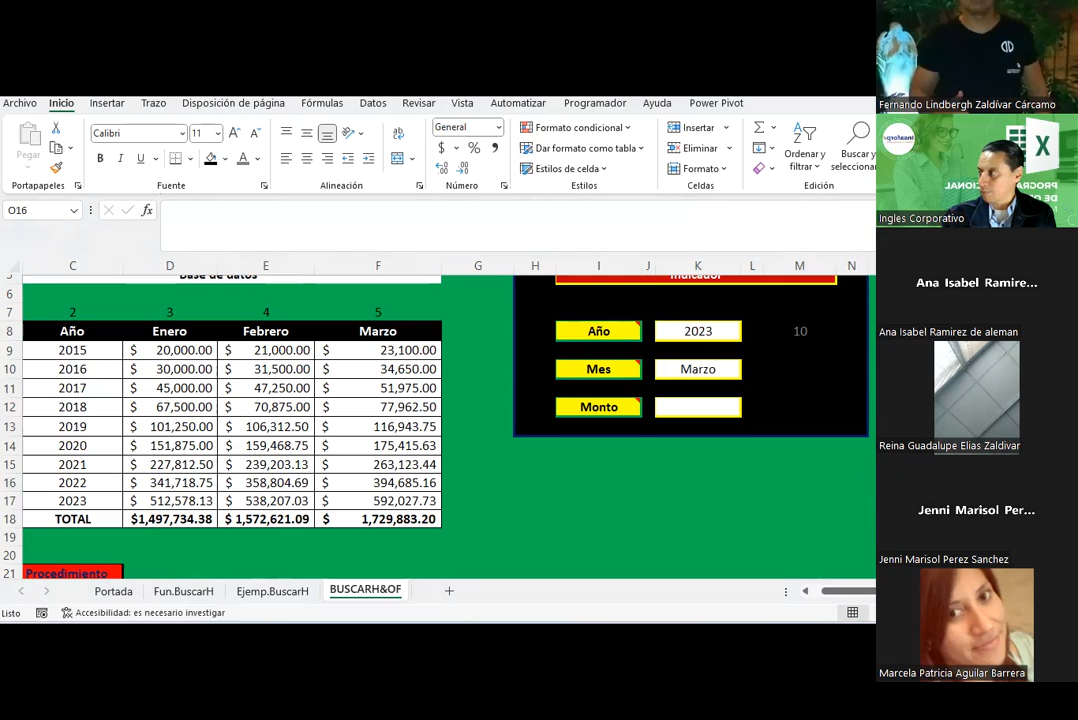 Archivo Inicio Insertar Trazo Disposición de página Fórmulas Datos Revisar Vista Automatizar Programador Ayuda Power Pivot
Pegar
Calibri 11
General
Formato condicional
Dar formato como tabla
Estilos de celda
Insertar
Eliminar
Formato
Ordenar y
filtrar
Buscar y
seleccionar
Portapapeles Fuente Alineación Número Estilos Celdas Edición
O16
C D E F G H I J K L M N
Base de datos
Indicador
6
7 2 3 4 5
8 Año Enero Febrero Marzo
9 2015 $ 20,000.00 $ 21,000.00 $ 23,100.00
10 2016 $ 30,000.00 $ 31,500.00 $ 34,650.00
11 2017 $ 45,000.00 $ 47,250.00 $ 51,975.00
12 2018 $ 67,500.00 $ 70,875.00 $ 77,962.50
13 2019 $ 101,250.00 $ 106,312.50 $ 116,943.75
14 2020 $ 151,875.00 $ 159,468.75 $ 175,415.63
15 2021 $ 227,812.50 $ 239,203.13 $ 263,123.44
16 2022 $ 341,718.75 $ 358,804.69 $ 394,685.16
17 2023 $ 512,578.13 $ 538,207.03 $ 592,027.73
18 TOTAL $1,497,734.38 $ 1,572,621.09 $ 1,729,883.20
19
20
21 Procedimiento
Año 2023 10
Mes Marzo
Monto
Portada Fun.BuscarH Ejemp.BuscarH BUSCARH&OF
Listo Accesibilidad: es necesario investigar
Fernando Lindbergh Zaldívar Cárcamo
Insaforp
Ingles Corporativo
Ana Isabel Ramire...
Ana Isabel Ramirez de aleman
Reina Guadalupe Elias Zaldivar
Jenni Marisol Per...
Jenni Marisol Perez Sanchez
Marcela Patricia Aguilar Barrera